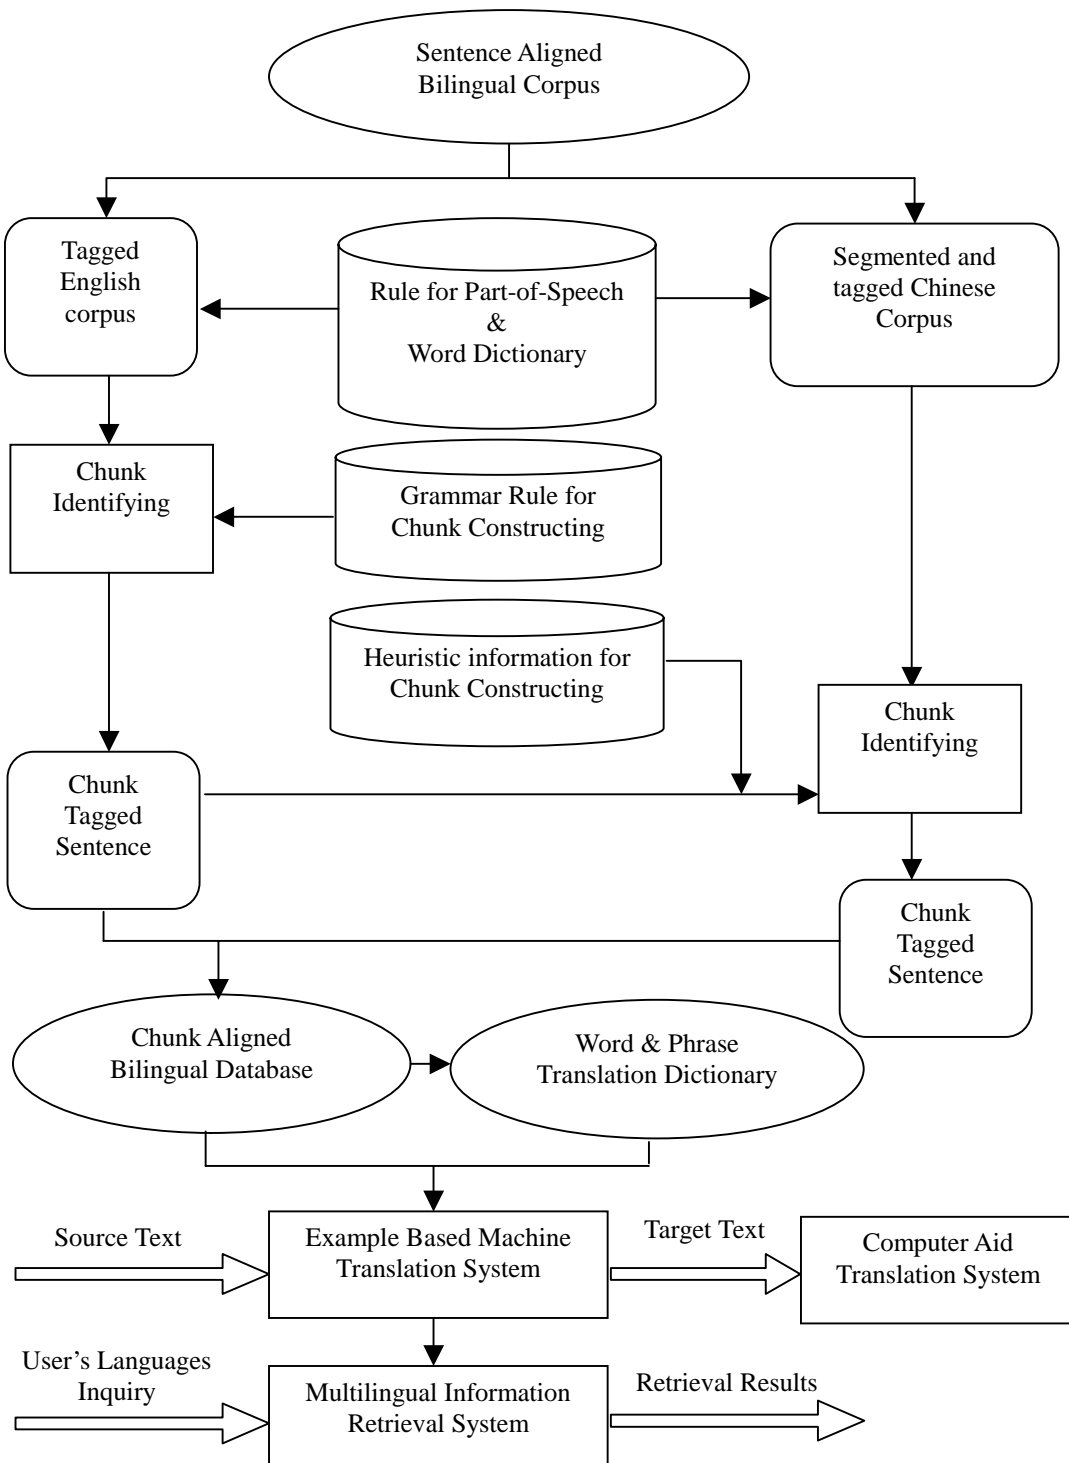 Sentence Aligned
Bilingual Corpus
Tagged
English
corpus
Rule for Part-of-Speech
&
Word Dictionary
Segmented and
tagged Chinese
Corpus
Chunk
Identifying
Grammar Rule for
Chunk Constructing
Heuristic information for
Chunk Constructing
Chunk
Identifying
Chunk
Tagged
Sentence
Chunk
Tagged
Sentence
Chunk Aligned
Bilingual Database
Word & Phrase
Translation Dictionary
Source Text
Example Based Machine
Translation System
Target Text
Computer Aid
Translation System
User’s Languages
Inquiry
Multilingual Information
Retrieval System
Retrieval Results